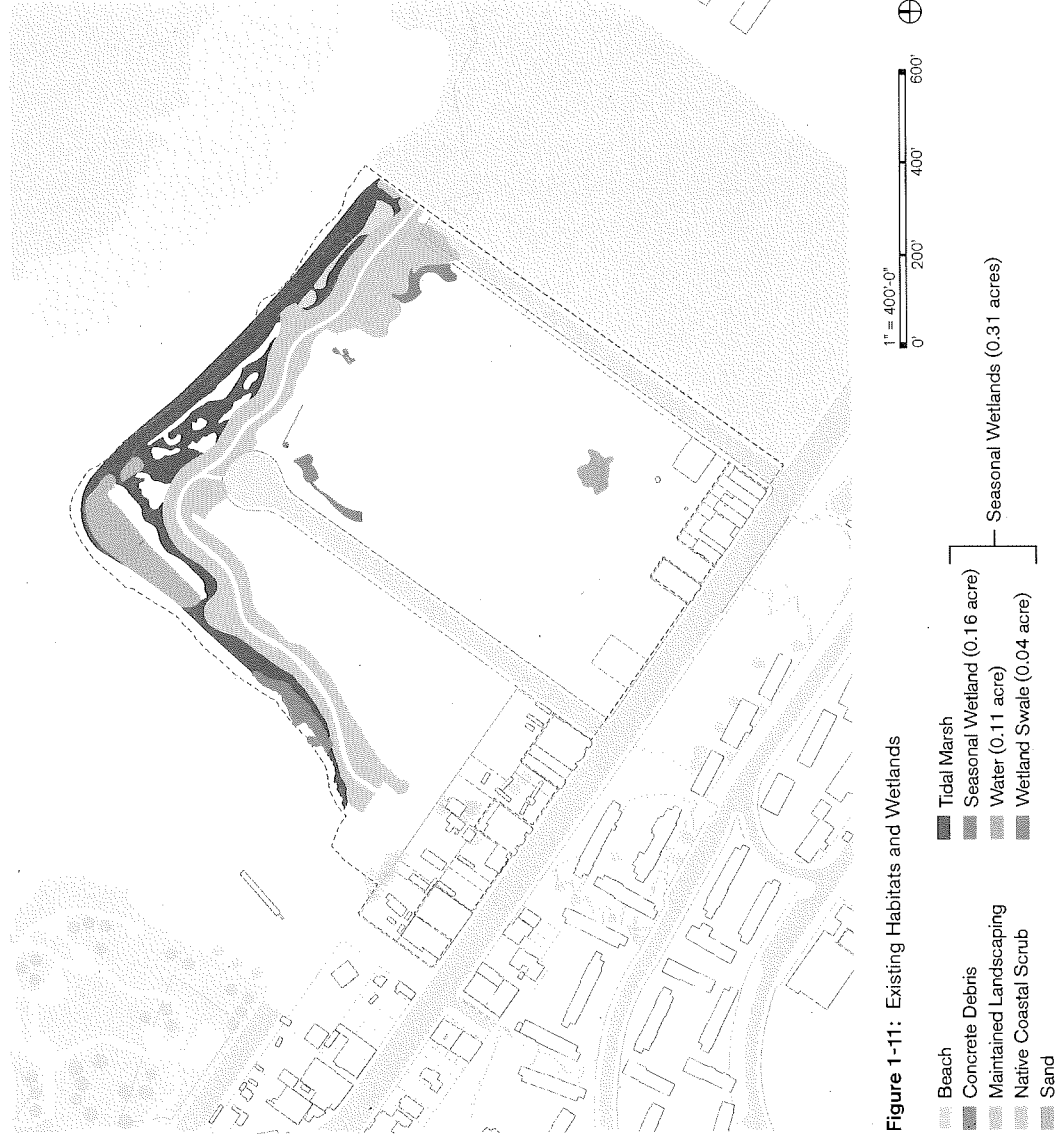 1" = 400'-0"
0' 200' 400' 600'
Figure 1-11: Existing Habitats and Wetlands
Beach
Concrete Debris
Maintained Landscaping
Native Coastal Scrub
Sand
Tidal Marsh
Seasonal Wetland (0.16 acre)
Water (0.11 acre)
Wetland Swale (0.04 acre)
Seasonal Wetlands (0.31 acres)